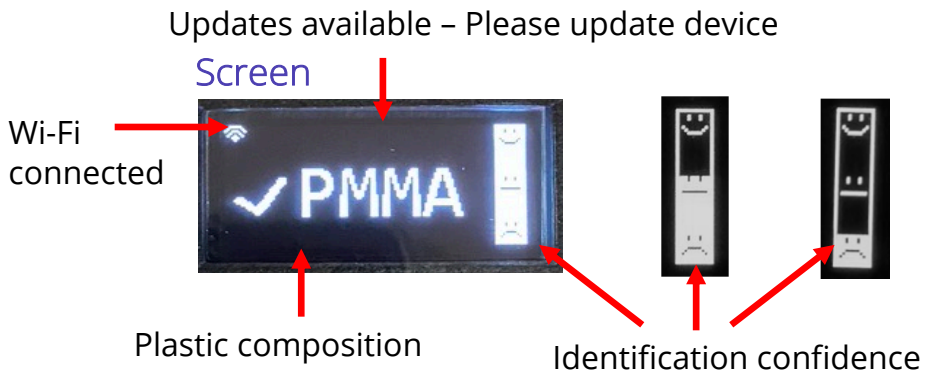 Updates available – Please update device
Screen
Wi-Fi
connected
PMMA
Plastic composition
Identification confidence